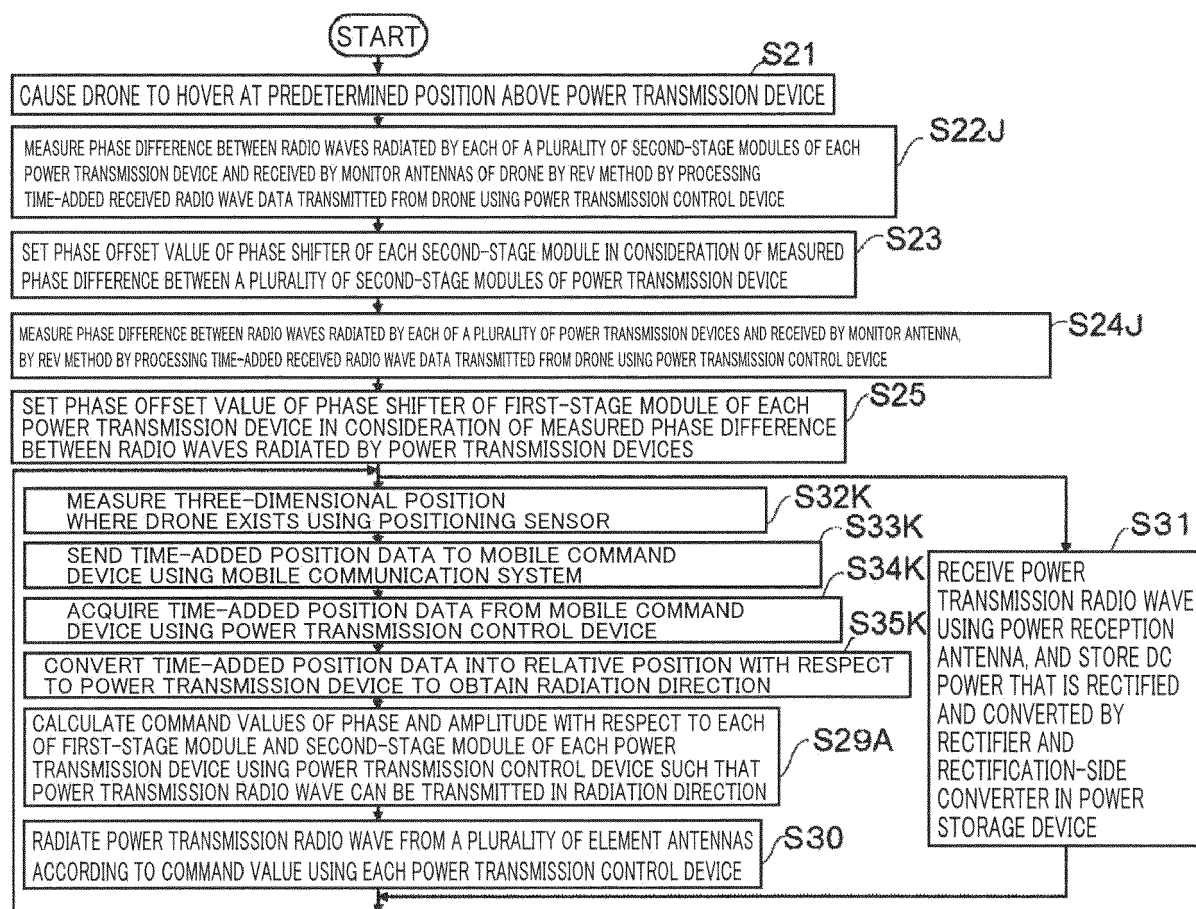 START
S21
CAUSE DRONE TO HOVER AT PREDETERMINED POSITION ABOVE POWER TRANSMISSION DEVICE
S22J
MEASURE PHASE DIFFERENCE BETWEEN RADIO WAVES RADIATED BY EACH OF A PLURALITY OF SECOND-STAGE MODULES OF EACH
POWER TRANSMISSION DEVICE AND RECEIVED BY MONITOR ANTENNAS OF DRONE BY REV METHOD BY PROCESSING
TIME-ADDED RECEIVED RADIO WAVE DATA TRANSMITTED FROM DRONE USING POWER TRANSMISSION CONTROL DEVICE
S23
SET PHASE OFFSET VALUE OF PHASE SHIFTER OF EACH SECOND-STAGE MODULE IN CONSIDERATION OF MEASURED
PHASE DIFFERENCE BETWEEN A PLURALITY OF SECOND-STAGE MODULES OF POWER TRANSMISSION DEVICE
S24J
MEASURE PHASE DIFFERENCE BETWEEN RADIO WAVES RADIATED BY EACH OF A PLURALITY OF POWER TRANSMISSION DEVICES AND RECEIVED BY MONITOR ANTENNA,
BY REV METHOD BY PROCESSING TIME-ADDED RECEIVED RADIO WAVE DATA TRANSMITTED FROM DRONE USING POWER TRANSMISSION CONTROL DEVICE
S25
SET PHASE OFFSET VALUE OF PHASE SHIFTER OF FIRST-STAGE MODULE OF EACH
POWER TRANSMISSION DEVICE IN CONSIDERATION OF MEASURED PHASE DIFFERENCE
BETWEEN RADIO WAVES RADIATED BY POWER TRANSMISSION DEVICES
S32K
MEASURE THREE-DIMENSIONAL POSITION
WHERE DRONE EXISTS USING POSITIONING SENSOR
S33K
SEND TIME-ADDED POSITION DATA TO MOBILE COMMAND
DEVICE USING MOBILE COMMUNICATION SYSTEM
S34K
ACQUIRE TIME-ADDED POSITION DATA FROM MOBILE COMMAND
DEVICE USING POWER TRANSMISSION CONTROL DEVICE
S35K
CONVERT TIME-ADDED POSITION DATA INTO RELATIVE POSITION WITH RESPECT
TO POWER TRANSMISSION DEVICE TO OBTAIN RADIATION DIRECTION
S29A
CALCULATE COMMAND VALUES OF PHASE AND AMPLITUDE WITH RESPECT TO EACH
OF FIRST-STAGE MODULE AND SECOND-STAGE MODULE OF EACH POWER
TRANSMISSION DEVICE USING POWER TRANSMISSION CONTROL DEVICE SUCH THAT
POWER TRANSMISSION RADIO WAVE CAN BE TRANSMITTED IN RADIATION DIRECTION
S30
RADIATE POWER TRANSMISSION RADIO WAVE FROM A PLURALITY OF ELEMENT ANTENNAS
ACCORDING TO COMMAND VALUE USING EACH POWER TRANSMISSION CONTROL DEVICE
S31
RECEIVE POWER
TRANSMISSION RADIO WAVE
USING POWER RECEPTION
ANTENNA, AND STORE DC
POWER THAT IS RECTIFIED
AND CONVERTED BY
RECTIFIER AND
RECTIFICATION-SIDE
CONVERTER IN POWER
STORAGE DEVICE